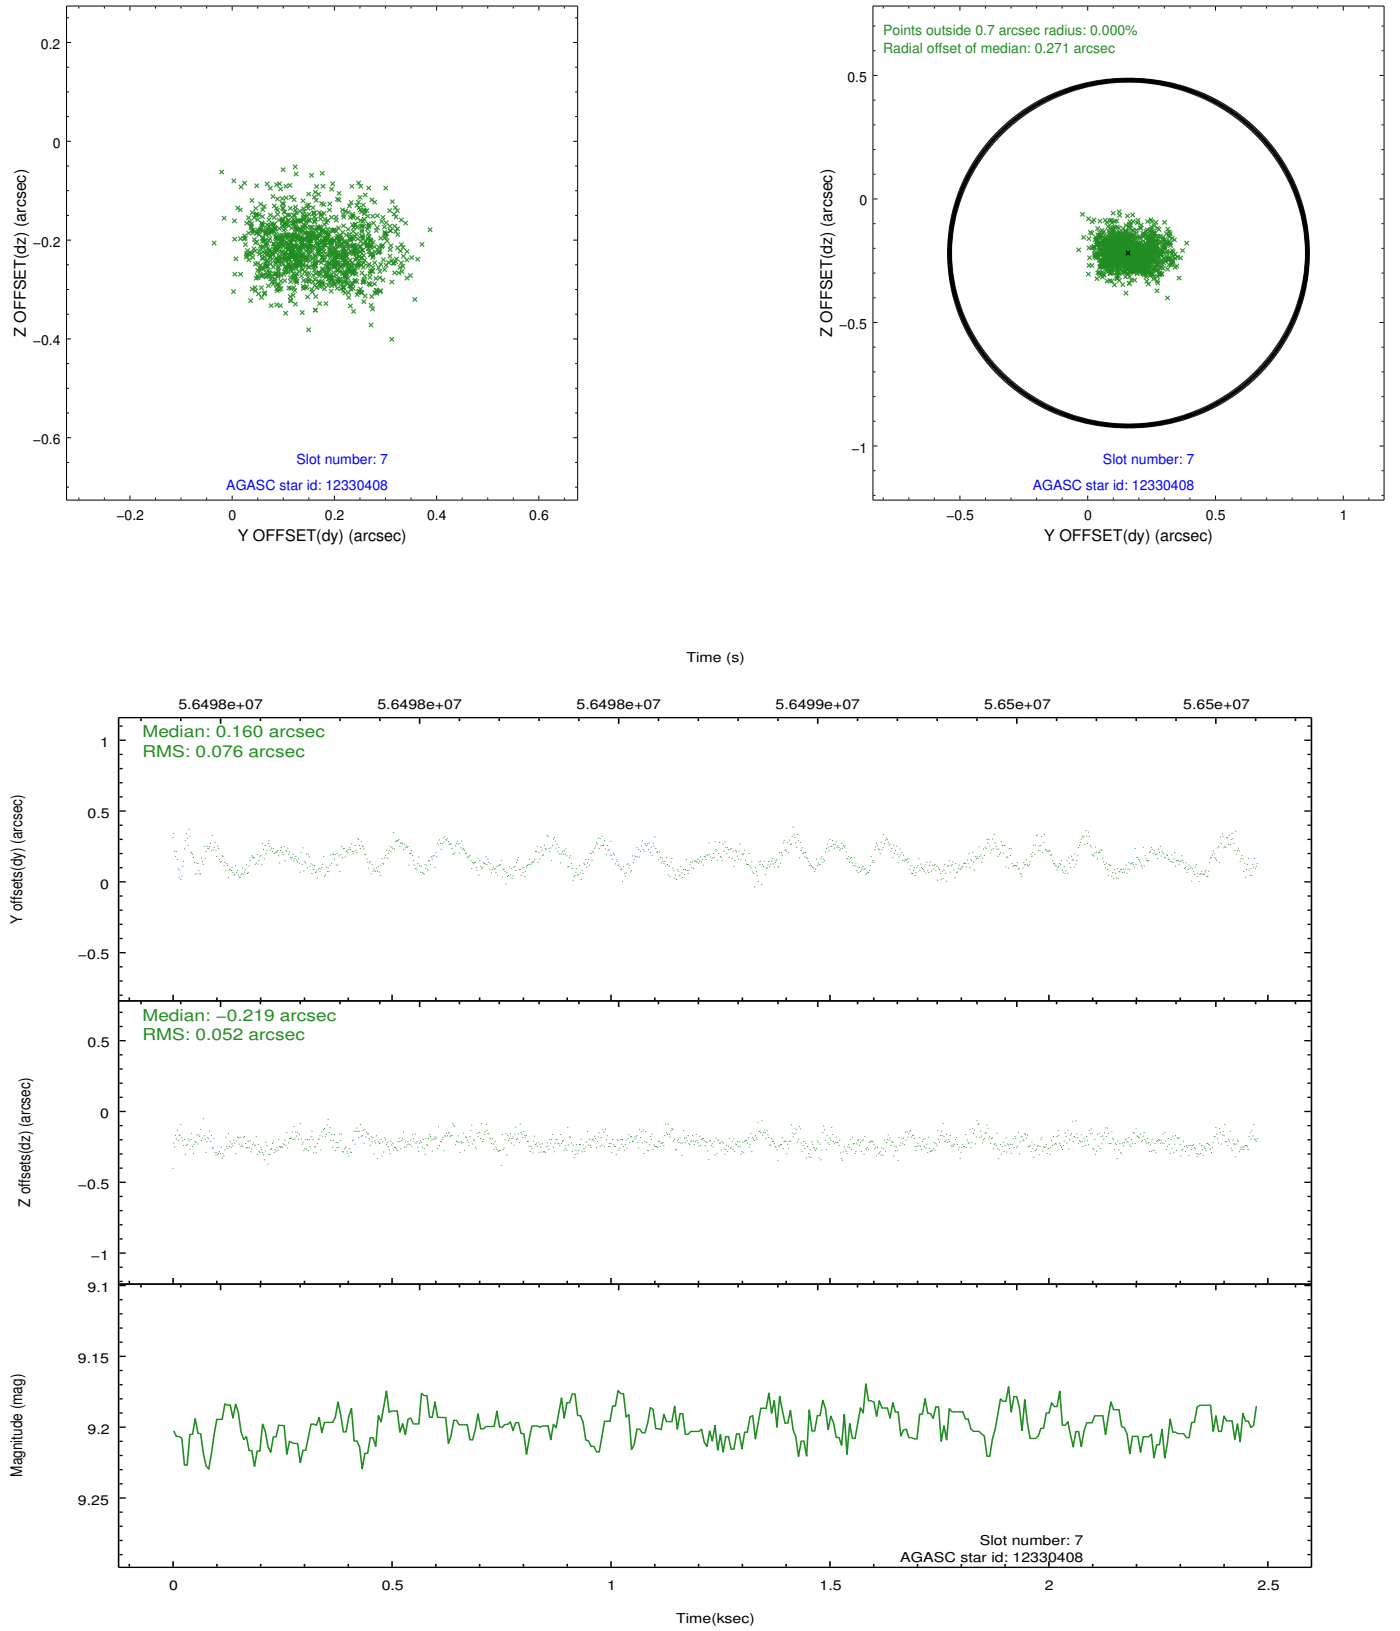 0.2
0
−0.2
−0.4
−0.6
Z OFFSET(dz) (arcsec)
Slot number: 7
AGASC star id: 12330408
−0.2 0 0.2 0.4 0.6
Y OFFSET(dy) (arcsec)
Points outside 0.7 arcsec radius: 0.000%
Radial offset of median: 0.271 arcsec
0.5
0
−0.5
−1
Z OFFSET(dz) (arcsec)
Slot number: 7
AGASC star id: 12330408
−0.5 0 0.5 1
Y OFFSET(dy) (arcsec)
Time (s)
5.6498e+07 5.6498e+07 5.6498e+07 5.6499e+07 5.65e+07 5.65e+07
Median: 0.160 arcsec
RMS: 0.076 arcsec
1
0.5
0
−0.5
Y offsets(dy) (arcsec)
Median: −0.219 arcsec
RMS: 0.052 arcsec
0.5
0
−0.5
−1
Z offsets(dz) (arcsec)
9.1
9.15
9.2
9.25
Magnitude (mag)
Slot number: 7
AGASC star id: 12330408
0 0.5 1 1.5 2 2.5
Time(ksec)